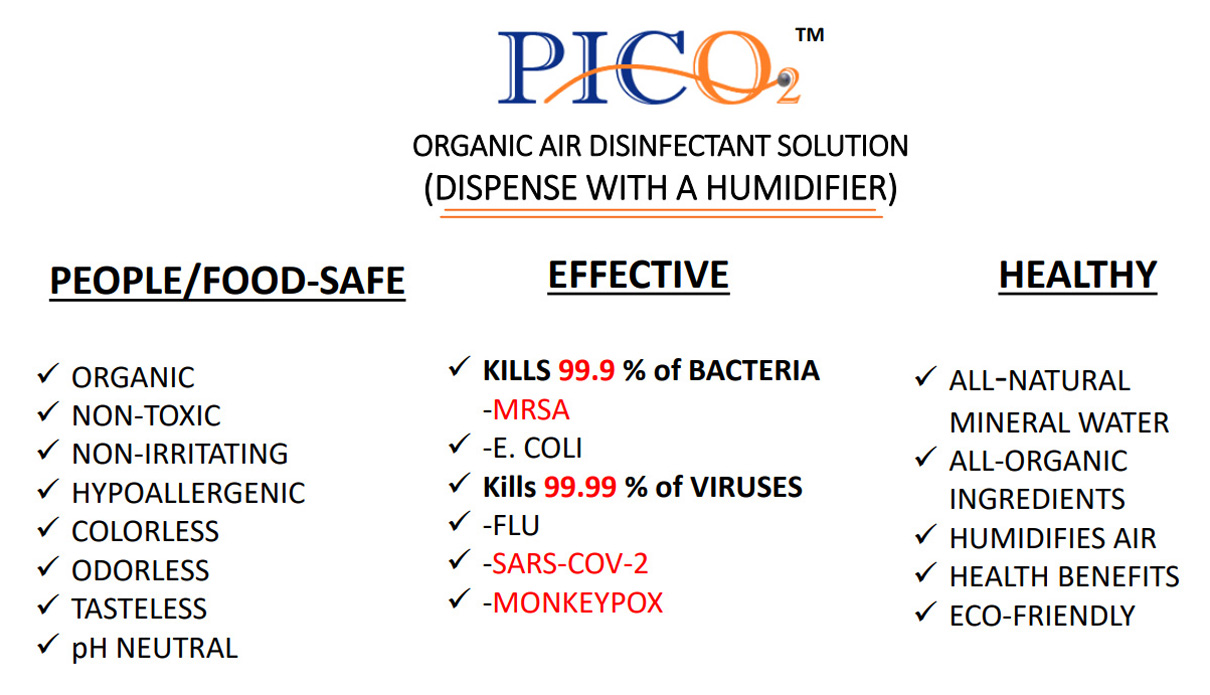 PICO2™
ORGANIC AIR DISINFECTANT SOLUTION
(DISPENSE WITH A HUMIDIFIER)
PEOPLE/FOOD-SAFE
✓ ORGANIC
✓ NON-TOXIC
✓ NON-IRRITATING
✓ HYPOALLERGENIC
✓ COLORLESS
✓ ODORLESS
✓ TASTELESS
✓ pH NEUTRAL
EFFECTIVE
✓ KILLS 99.9 % of BACTERIA
-MRSA
✓ -E. COLI
✓ Kills 99.99 % of VIRUSES
✓ -FLU
✓ -SARS-COV-2
✓ -MONKEYPOX
HEALTHY
✓ ALL-NATURAL
MINERAL WATER
✓ ALL-ORGANIC
INGREDIENTS
✓ HUMIDIFIES AIR
✓ HEALTH BENEFITS
✓ ECO-FRIENDLY